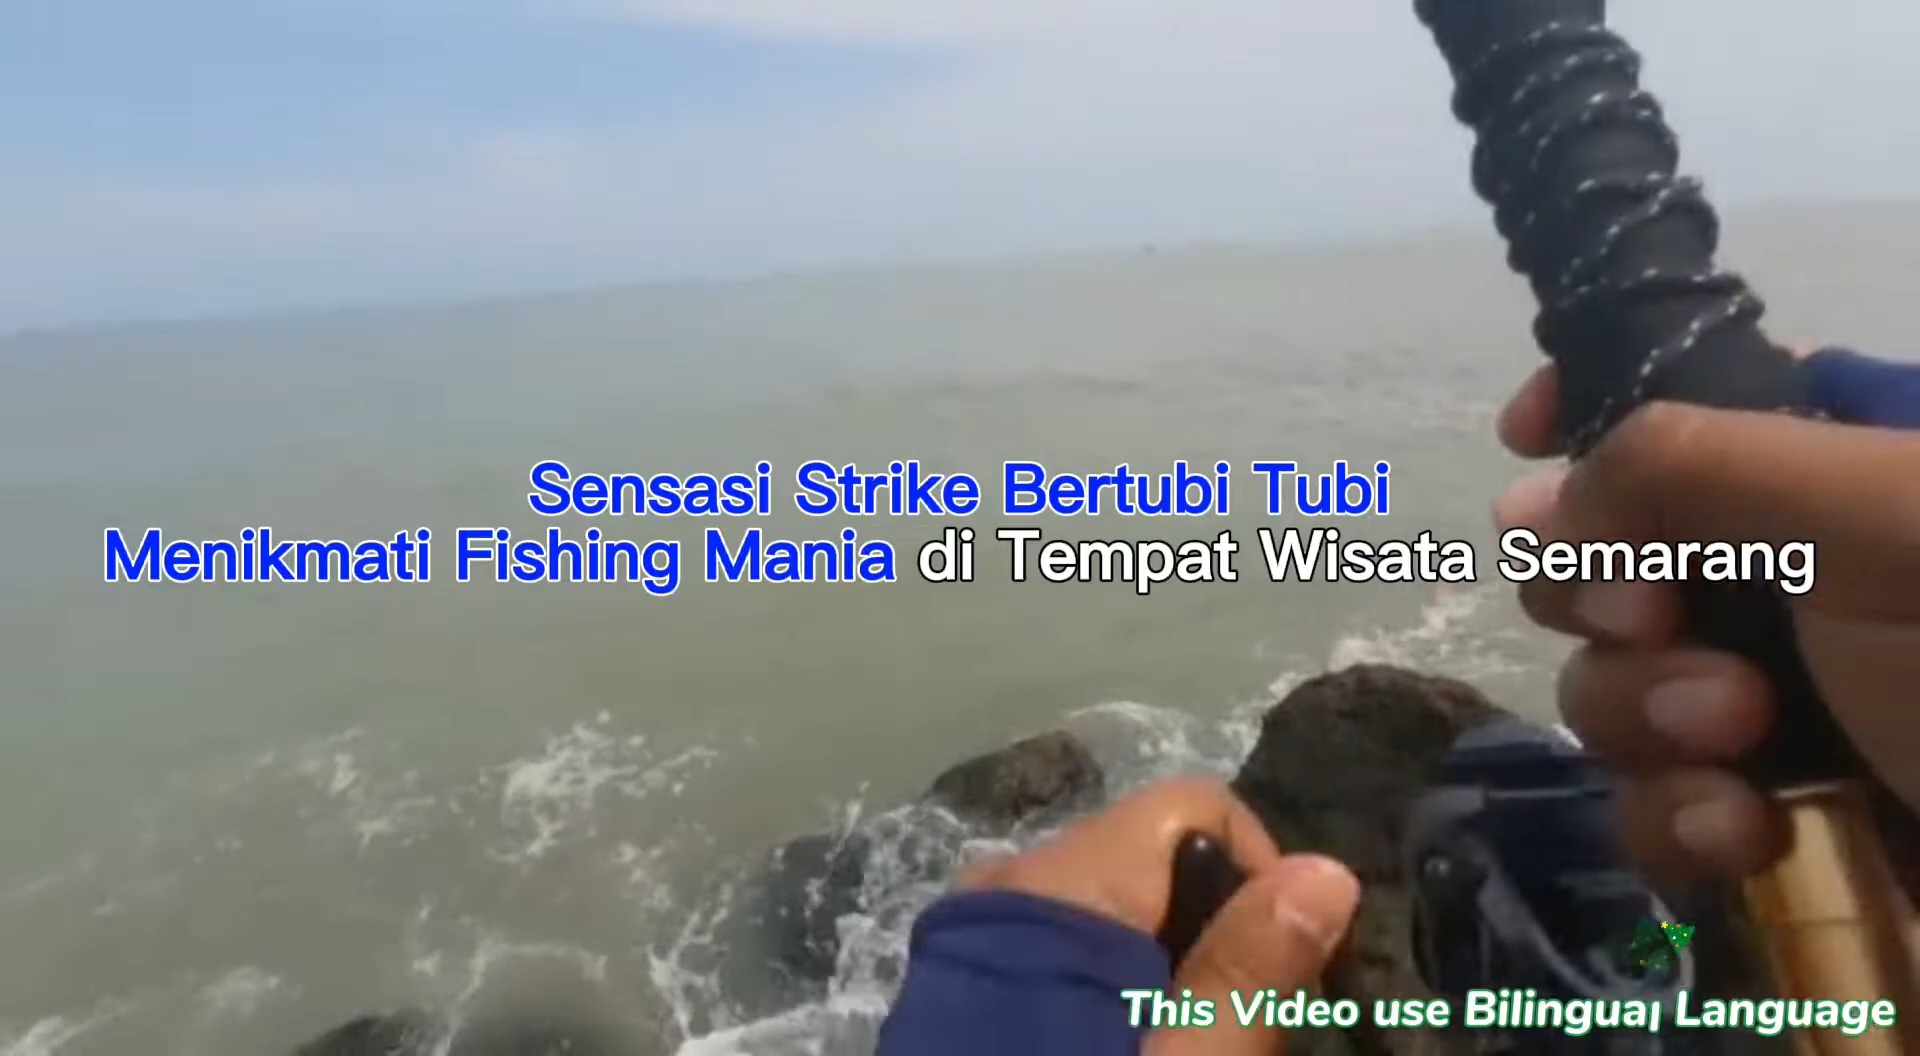 Sensasi Strike Bertubi Tubi
Menikmati Fishing Mania di Tempat Wisata Semarang
This Video use Bilingual Language